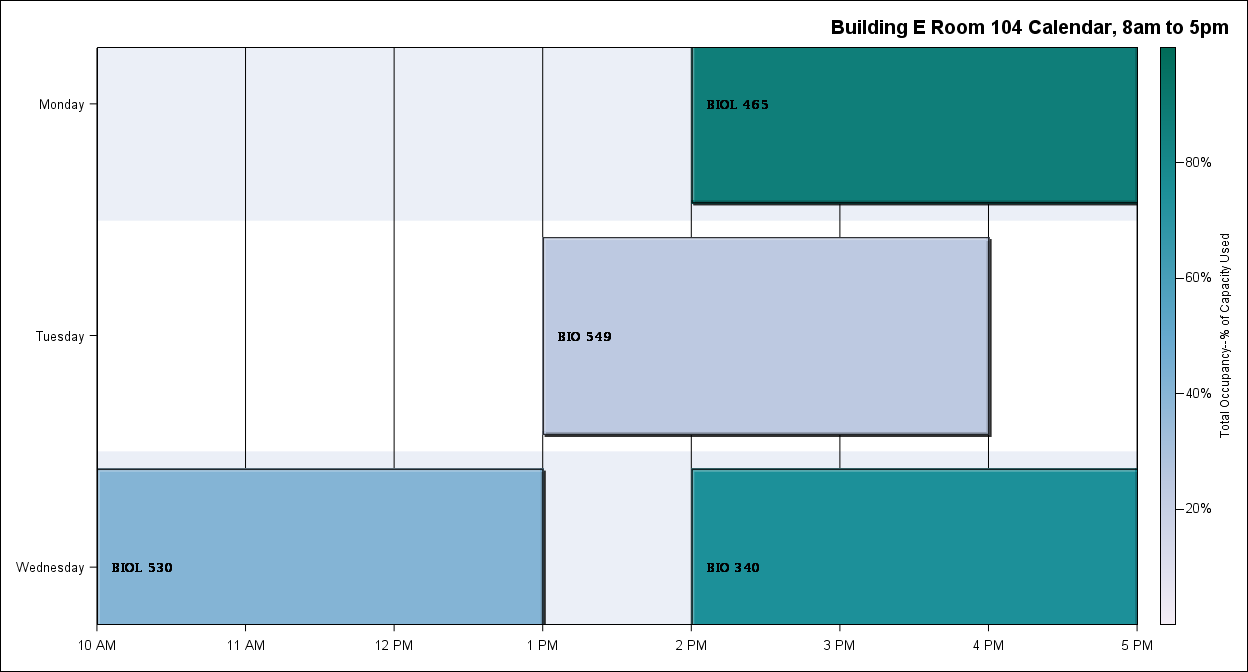 Building E Room 104 Calendar, 8am to 5pm
Monday
BIOL 465
Tuesday
BIO 549
Wednesday
BIOL 530
BIO 340
10 AM
11 AM
12 PM
1 PM
2 PM
3 PM
4 PM
5 PM
80%
60%
40%
20%
Total Occupancy--% of Capacity Used